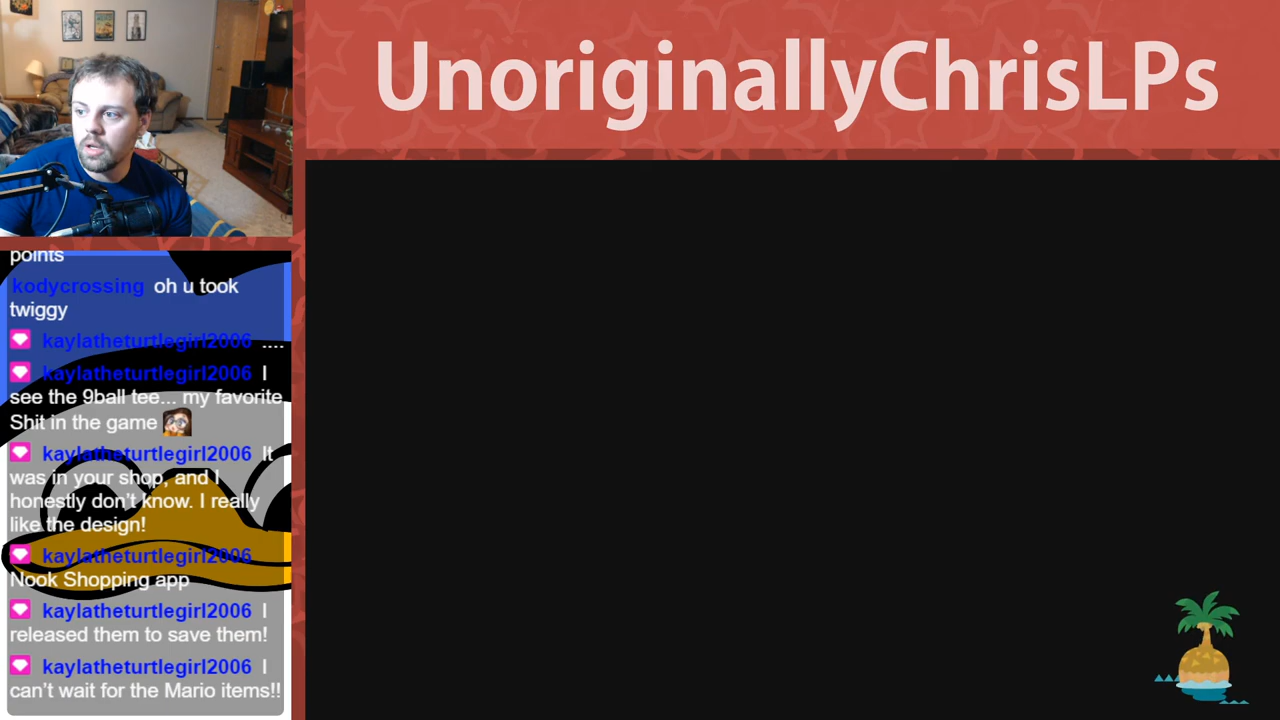 UnoriginallyChrisLPs
points
kodycrossing oh u took
twiggy
kaylatheturtlegirl2006 ....
kaylatheturtlegirl2006 I
see the 9ball tee... my favorite
Shit in the game
kaylatheturtlegirl2006 It
was in your shop, and I
honestly don't know. I really
like the design!
kaylatheturtlegirl2006
Nook Shopping app
kaylatheturtlegirl2006 I
released them to save them!
kaylatheturtlegirl2006 I
can't wait for the Mario items!!